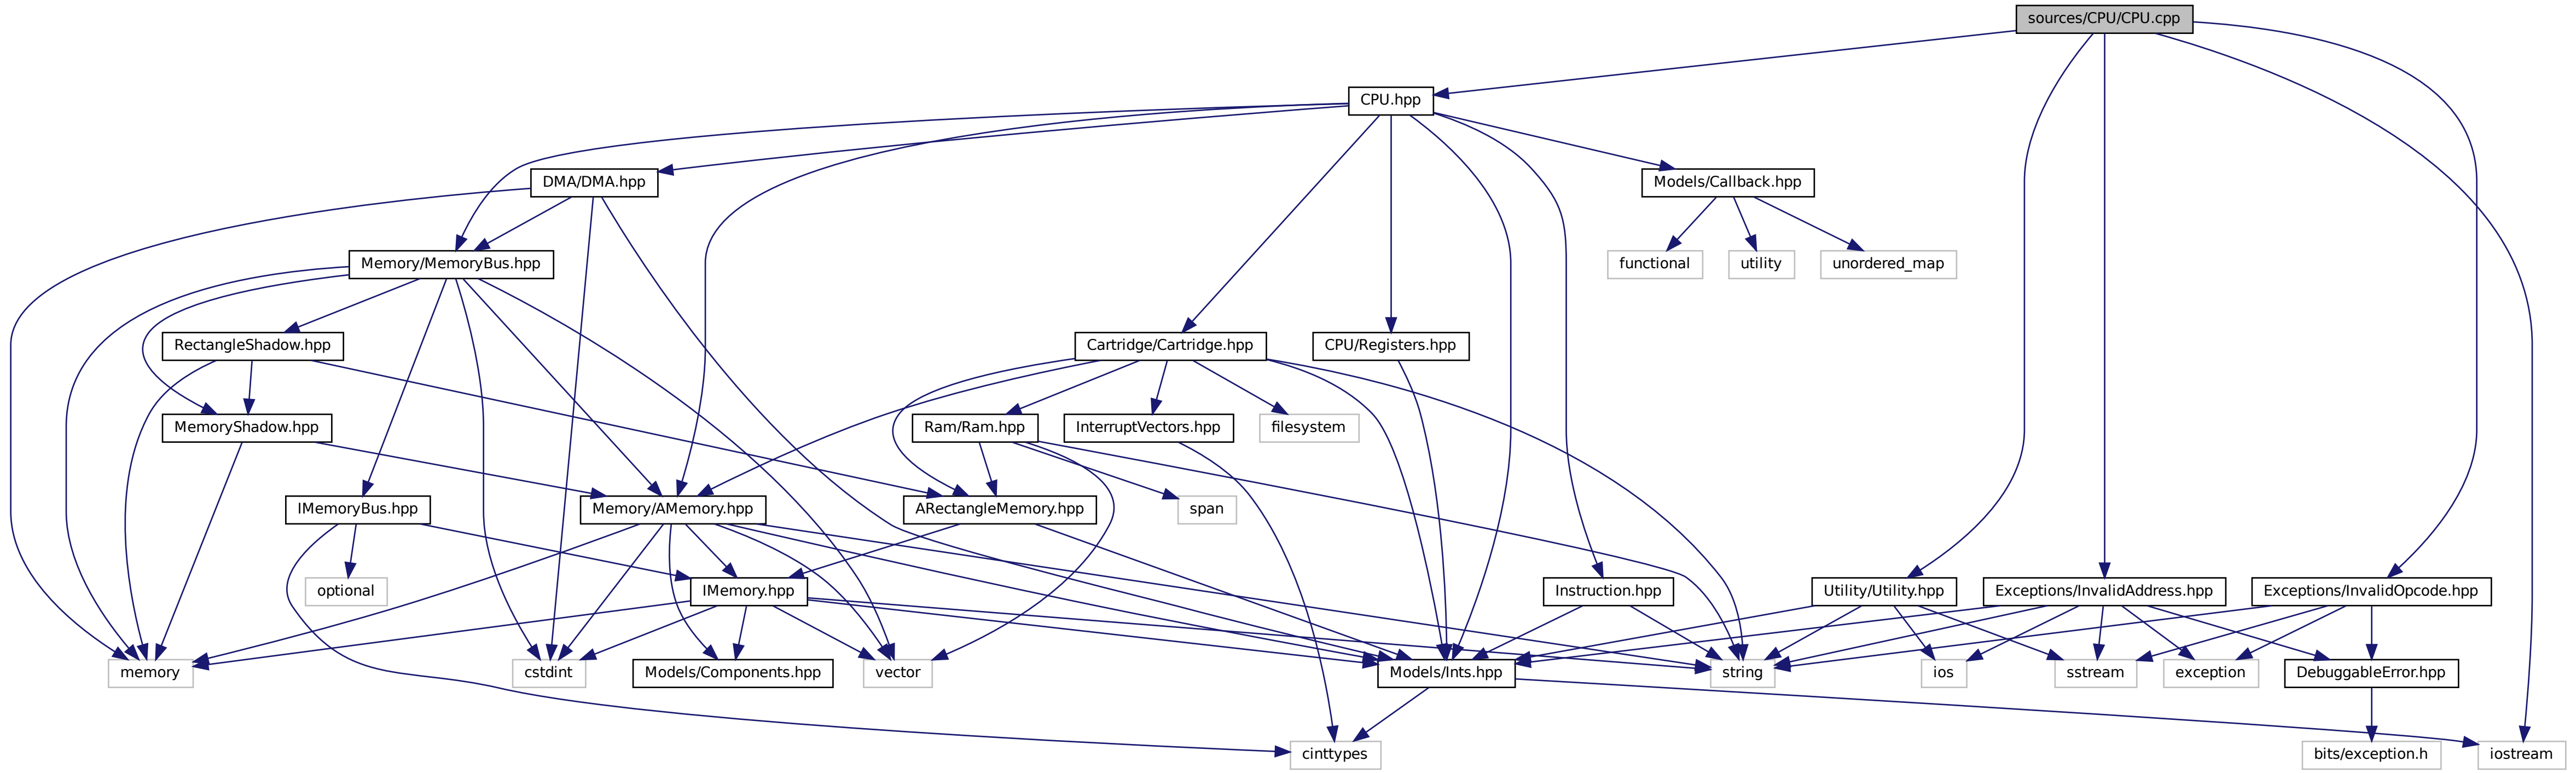 sources/CPU/CPU.cpp
CPU.hpp
DMA/DMA.hpp
Models/Callback.hpp
Memory/MemoryBus.hpp
functional
utility
unordered_map
RectangleShadow.hpp
Cartridge/Cartridge.hpp
CPU/Registers.hpp
MemoryShadow.hpp
Ram/Ram.hpp
InterruptVectors.hpp
filesystem
IMemoryBus.hpp
Memory/AMemory.hpp
ARectangleMemory.hpp
span
optional
IMemory.hpp
Instruction.hpp
Utility/Utility.hpp
Exceptions/InvalidAddress.hpp
Exceptions/InvalidOpcode.hpp
memory
cstdint
Models/Components.hpp
vector
Models/Ints.hpp
string
ios
sstream
exception
DebuggableError.hpp
cinttypes
bits/exception.h
iostream